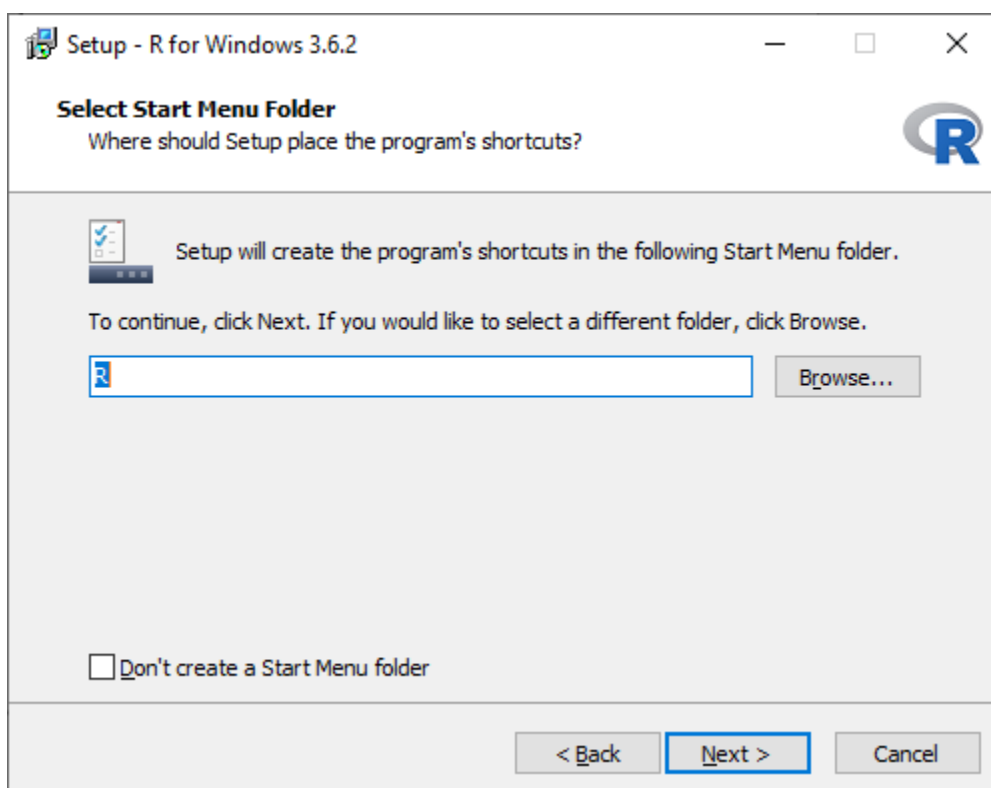 Setup - R for Windows 3.6.2
Select Start Menu Folder
Where should Setup place the program's shortcuts?
R
Setup will create the program's shortcuts in the following Start Menu folder.
To continue, click Next. If you would like to select a different folder, click Browse.
R
Browse...
Don't create a Start Menu folder
< Back
Next >
Cancel